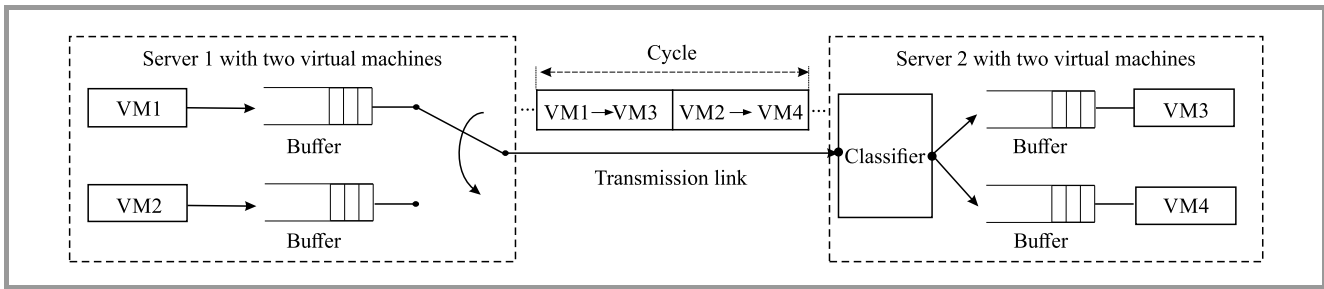 Server 1 with two virtual machines
VM1
Buffer
VM2
Buffer
Cycle
... VM1→VM3 VM2→VM4 ...
Transmission link
Server 2 with two virtual machines
Classifier
Buffer
VM3
Buffer
VM4